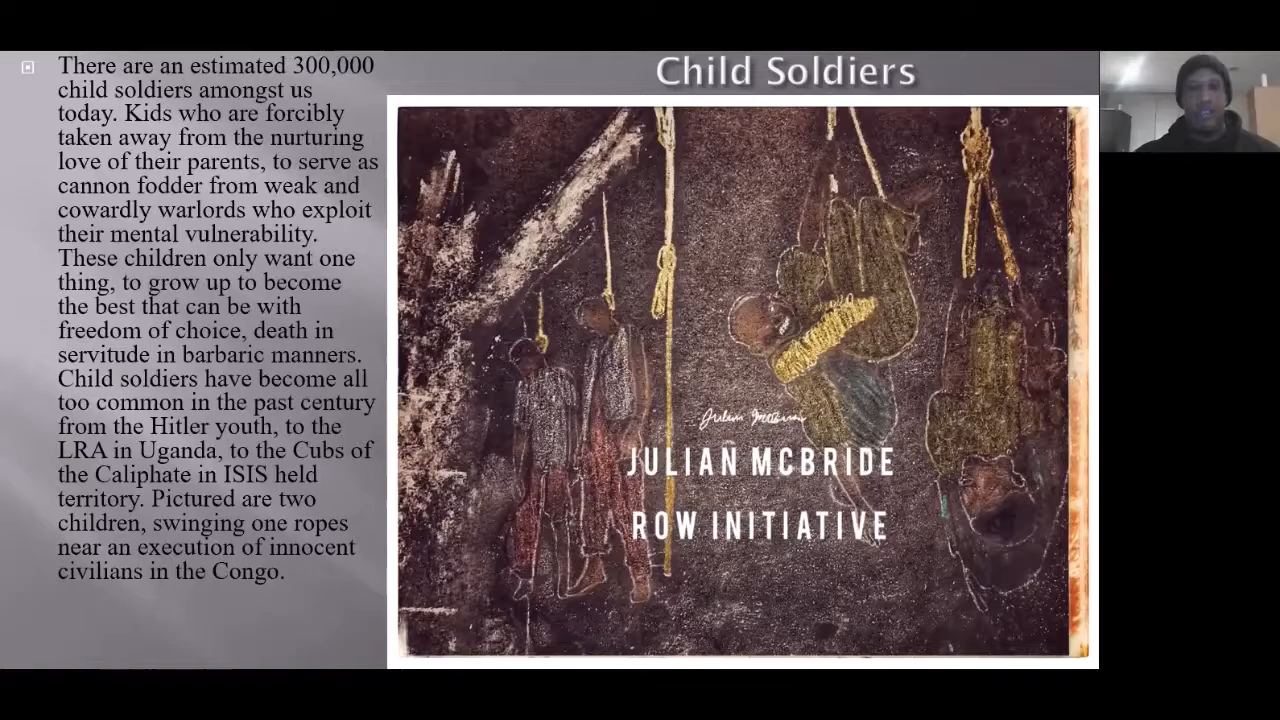 Child Soldiers
There are an estimated 300,000
child soldiers amongst us
today. Kids who are forcibly
taken away from the nurturing
love of their parents, to serve as
cannon fodder from weak and
cowardly warlords who exploit
their mental vulnerability.
These children only want one
thing, to grow up to become
the best that can be with
freedom of choice, death in
servitude in barbaric manners.
Child soldiers have become all
too common in the past century
from the Hitler youth, to the
LRA in Uganda, to the Cubs of
the Caliphate in ISIS held
territory. Pictured are two
children, swinging one ropes
near an execution of innocent
civilians in the Congo.
Julian McBride
JULIAN MCBRIDE
ROW INITIATIVE